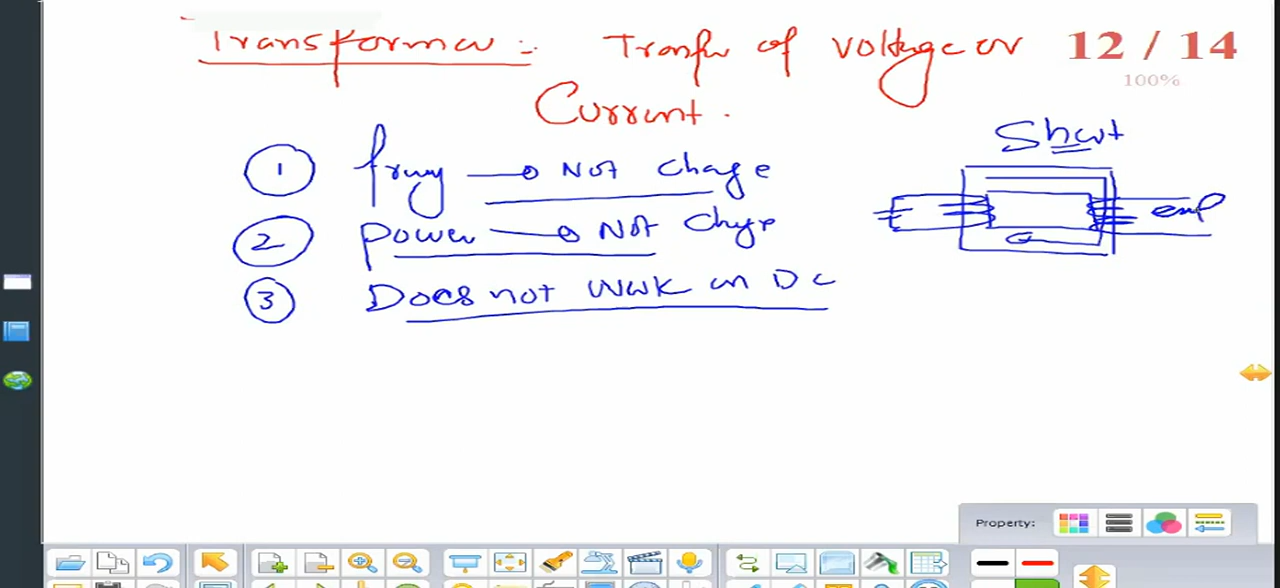 Transformer :- Transfer of voltage or
Current.
12 / 14
100%
Short
1 frquy → Not change
2 power → Not change
3 Does not work on DC
emf
Property: